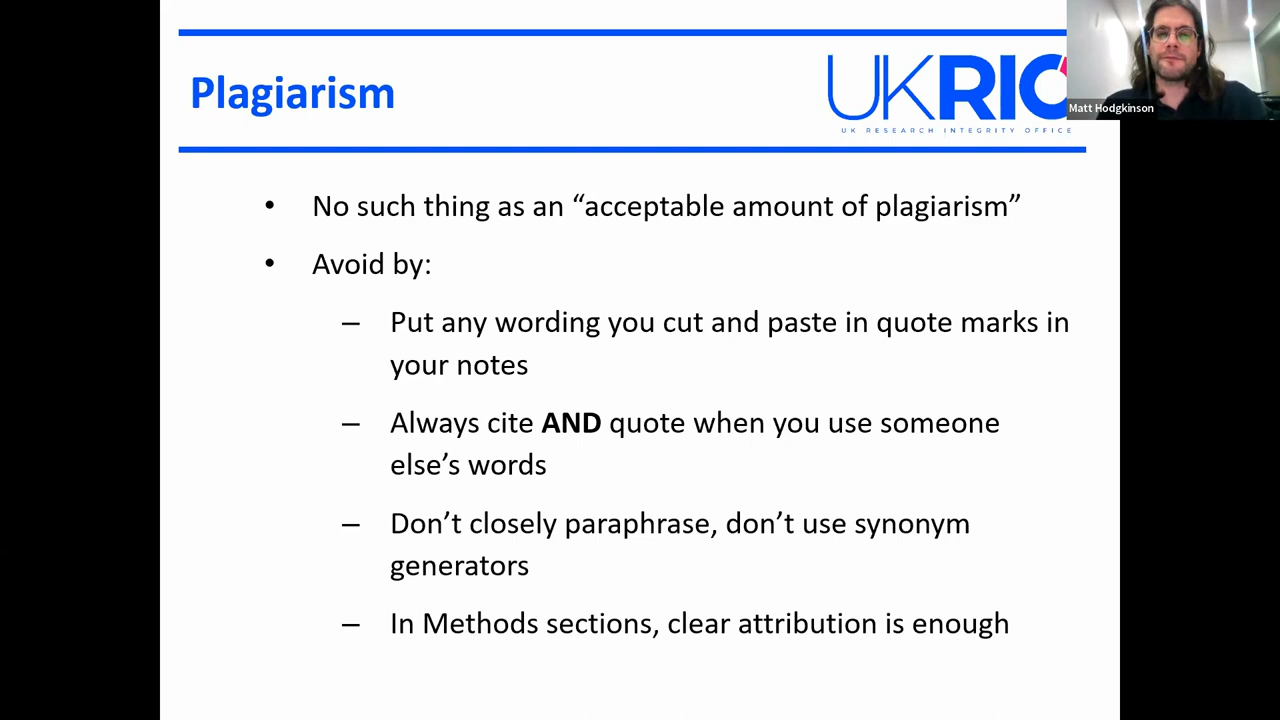 Plagiarism
UKRIO
UK RESEARCH INTEGRITY OFFICE
Matt Hodgkinson
• No such thing as an “acceptable amount of plagiarism”
• Avoid by:
– Put any wording you cut and paste in quote marks in
your notes
– Always cite AND quote when you use someone
else’s words
– Don’t closely paraphrase, don’t use synonym
generators
– In Methods sections, clear attribution is enough